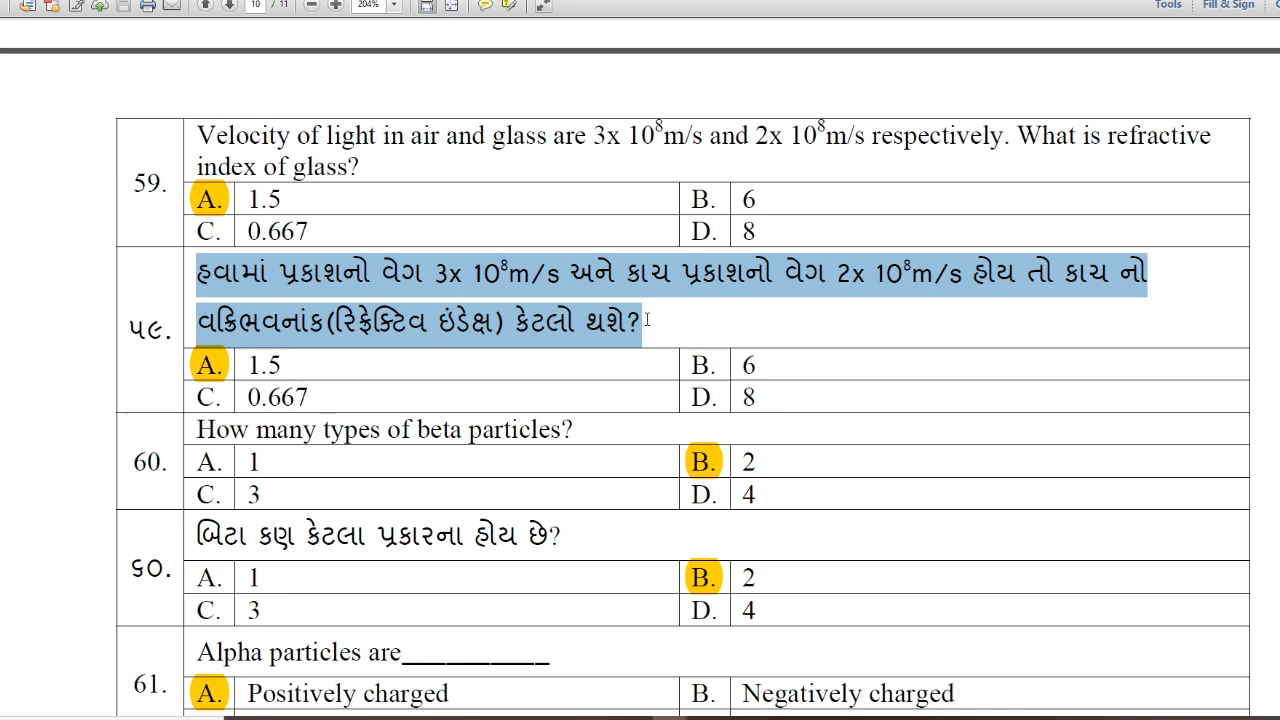 10 / 11
204%
Tools
Fill & Sign
59.
Velocity of light in air and glass are 3x 10⁸m/s and 2x 10⁸m/s respectively. What is refractive
index of glass?
A. 1.5 B. 6
C. 0.667 D. 8
૫૯.
હવામાં પ્રકાશનો વેગ 3x 10⁸m/s અને કાચ પ્રકાશનો વેગ 2x 10⁸m/s હોય તો કાચ નો
વક્રિભવનાંક(રિફ્રેક્ટિવ ઇંડેક્ષ) કેટલો થશે?
A. 1.5 B. 6
C. 0.667 D. 8
60.
How many types of beta particles?
A. 1 B. 2
C. 3 D. 4
૬૦.
બિટા કણ કેટલા પ્રકારના હોય છે?
A. 1 B. 2
C. 3 D. 4
61.
Alpha particles are__________
A. Positively charged B. Negatively charged